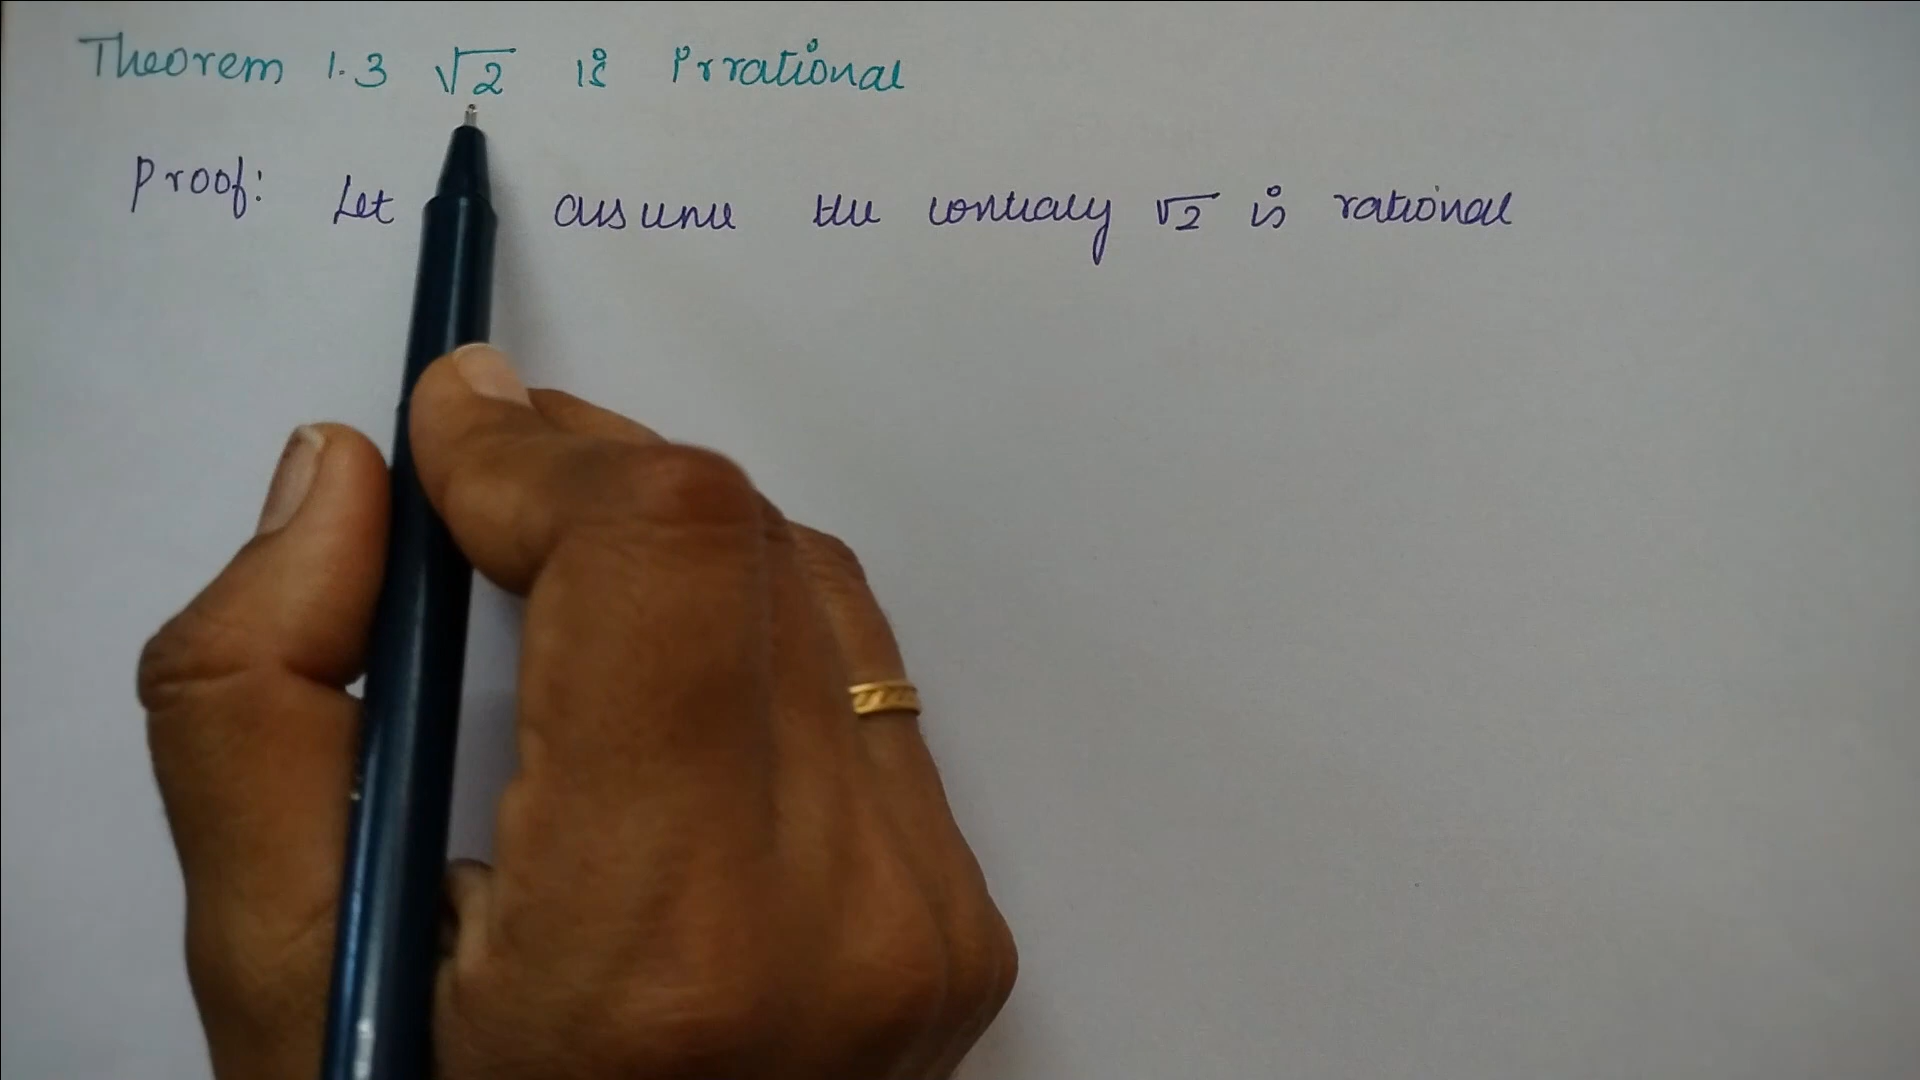 Theorem 1.3 √2 is irrational
Proof: Let assume the contrary √2 is rational